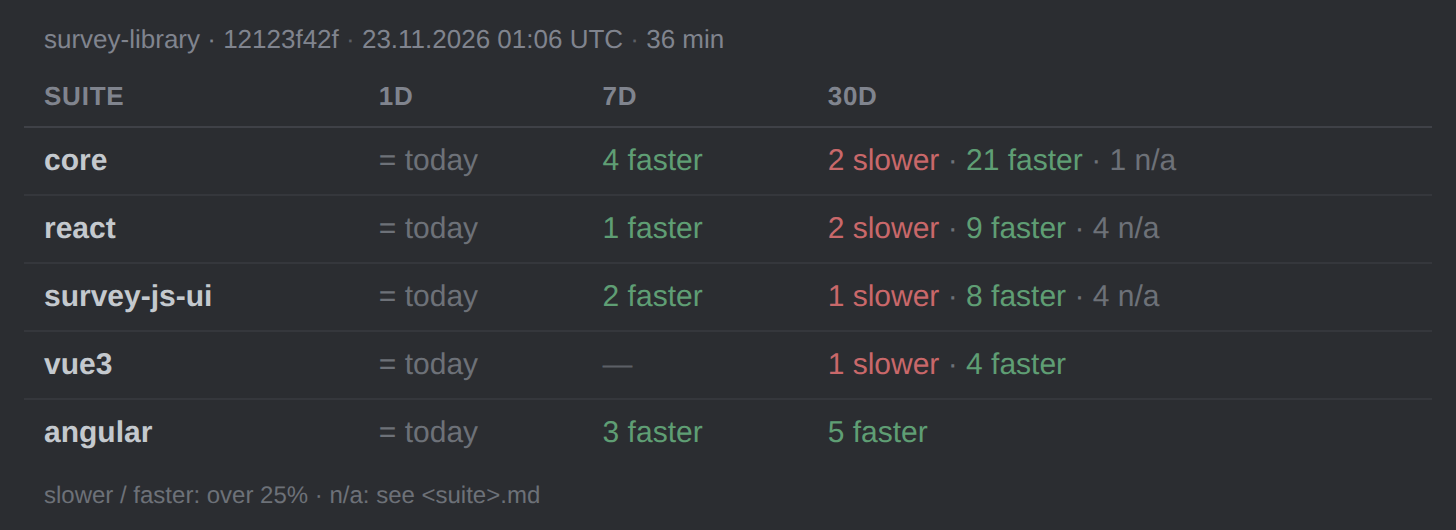 survey-library · 12123f42f · 23.11.2026 01:06 UTC · 36 min
SUITE 1D 7D 30D
core = today 4 faster 2 slower · 21 faster · 1 n/a
react = today 1 faster 2 slower · 9 faster · 4 n/a
survey-js-ui = today 2 faster 1 slower · 8 faster · 4 n/a
vue3 = today — 1 slower · 4 faster
angular = today 3 faster 5 faster
slower / faster: over 25% · n/a: see <suite>.md